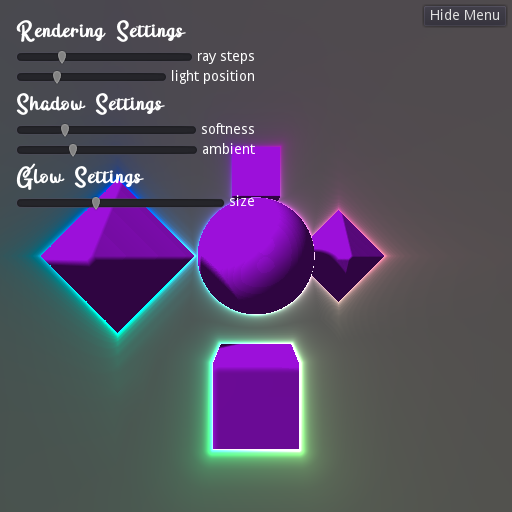 Hide Menu
Rendering Settings
ray steps
light position
Shadow Settings
softness
ambient
Glow Settings
size